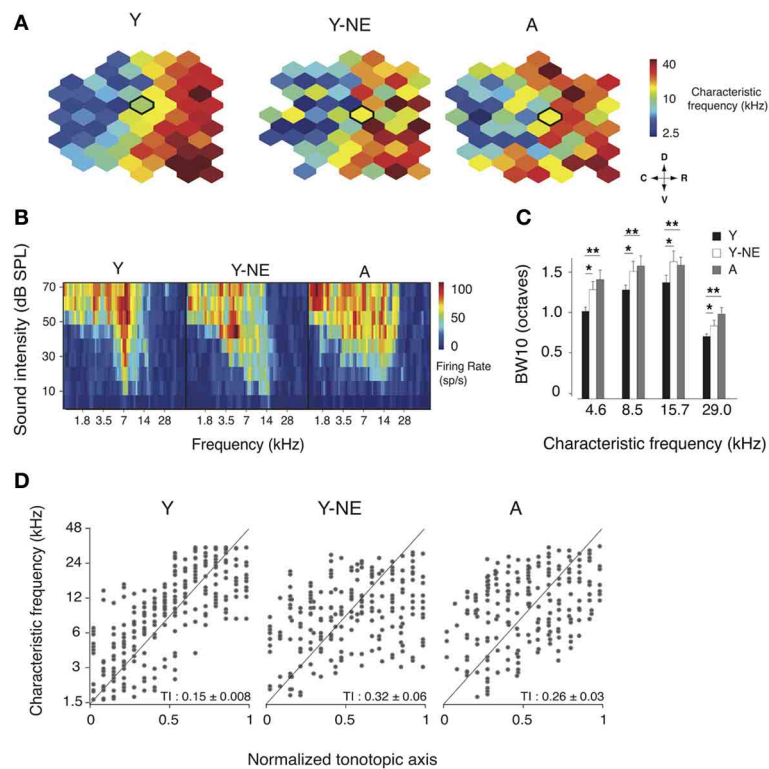 A
Y
Y-NE
A
40
10
2.5
Characteristic
frequency (kHz)
D
C R
V
B
Y
Y-NE
A
Sound intensity (dB SPL)
70
50
30
10
1.8 3.5 7 14 28
1.8 3.5 7 14 28
1.8 3.5 7 14 28
Frequency (kHz)
100
50
0
Firing Rate
(sp/s)
C
BW10 (octaves)
1.5
1.0
0.5
0
** ** ** **
* * * *
Y
Y-NE
A
4.6 8.5 15.7 29.0
Characteristic frequency (kHz)
D
Y
Y-NE
A
Characteristic frequency (kHz)
48
24
12
6
3
1.5
TI : 0.15 ± 0.008
TI : 0.32 ± 0.06
TI : 0.26 ± 0.03
0 0.5 1
0 0.5 1
0 0.5 1
Normalized tonotopic axis